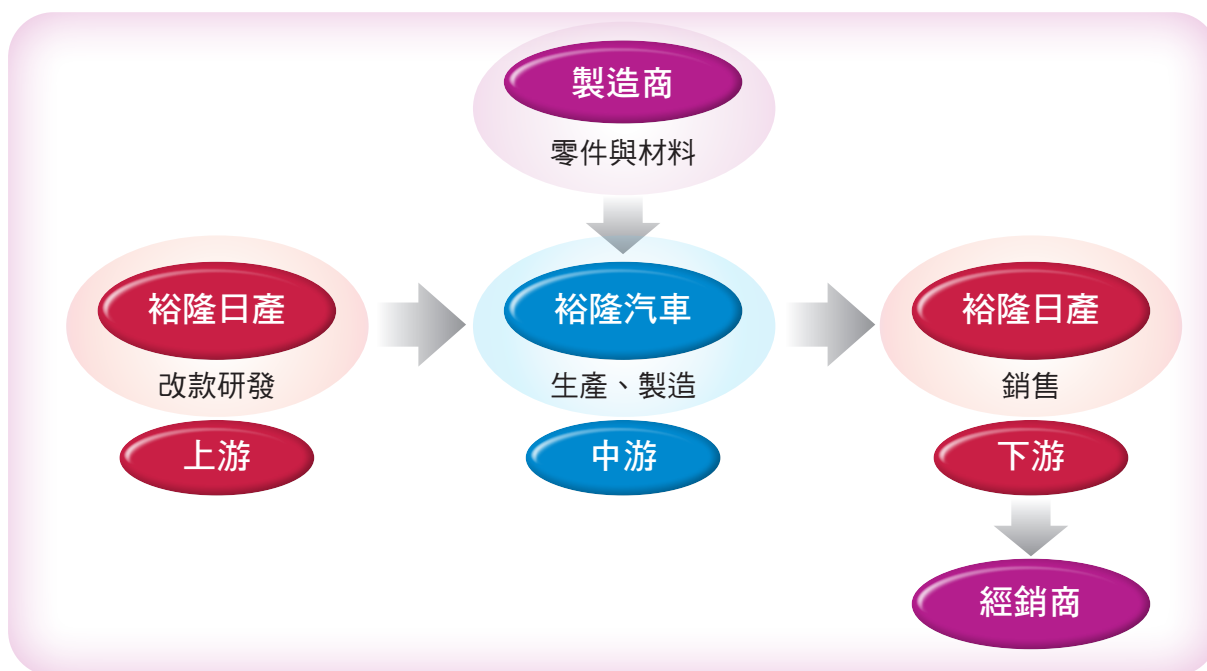 製造商
零件與材料
裕隆日產
改款研發
上游
裕隆汽車
生產、製造
中游
裕隆日產
銷售
下游
經銷商